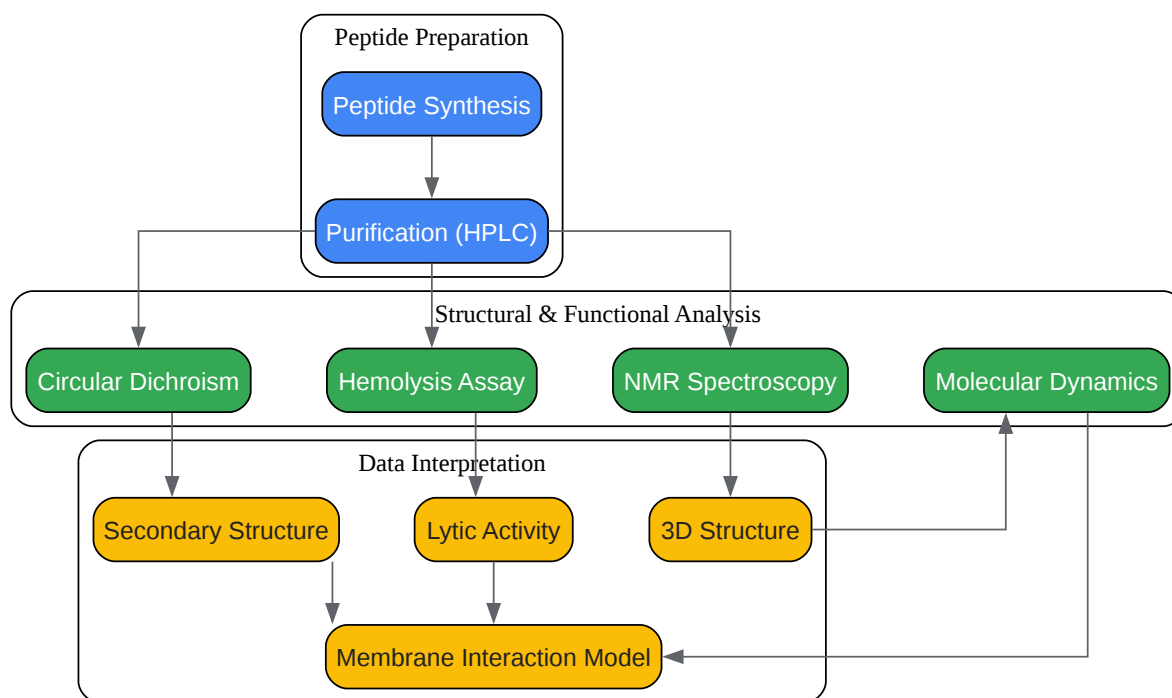 Peptide Preparation
Peptide Synthesis
Purification (HPLC)
Structural & Functional Analysis
Circular Dichroism
Hemolysis Assay
NMR Spectroscopy
Molecular Dynamics
Data Interpretation
Secondary Structure
Lytic Activity
3D Structure
Membrane Interaction Model